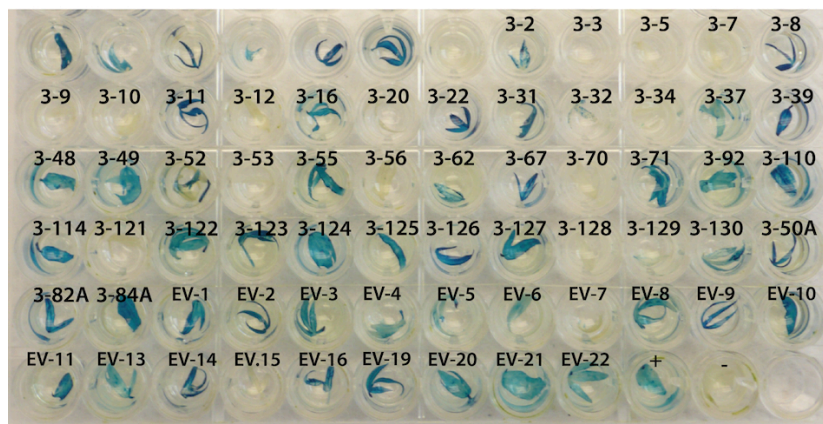 3-2 3-3 3-5 3-7 3-8
3-9 3-10 3-11 3-12 3-16 3-20 3-22 3-31 3-32 3-34 3-37 3-39
3-48 3-49 3-52 3-53 3-55 3-56 3-62 3-67 3-70 3-71 3-92 3-110
3-114 3-121 3-122 3-123 3-124 3-125 3-126 3-127 3-128 3-129 3-130 3-50A
3-82A 3-84A EV-1 EV-2 EV-3 EV-4 EV-5 EV-6 EV-7 EV-8 EV-9 EV-10
EV-11 EV-13 EV-14 EV.15 EV-16 EV-19 EV-20 EV-21 EV-22 + -